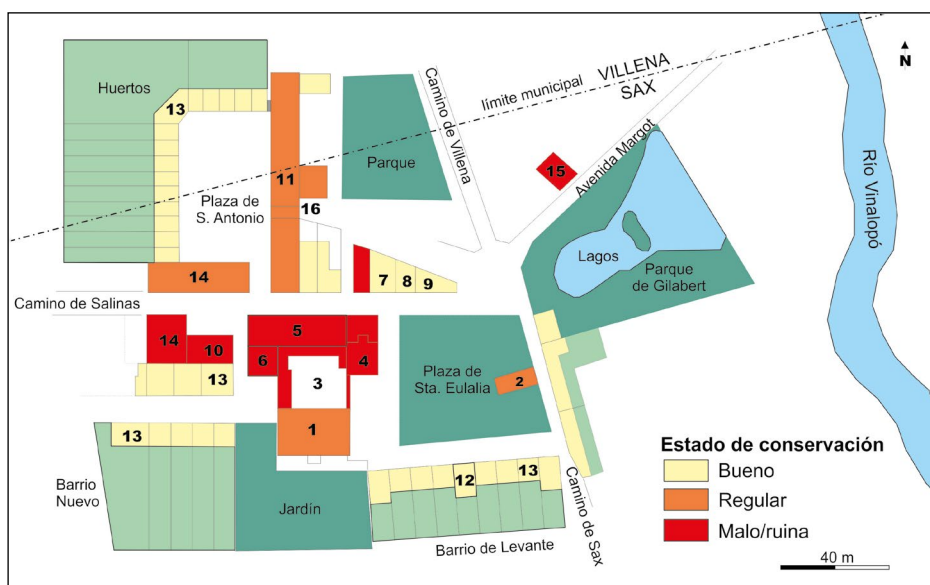 Huertos
13
Parque
Camino de Villena
límite municipal
VILLENA
SAX
N
11
Plaza de
S. Antonio
16
15
Avenida Margot
Río Vinalopó
Lagos
Parque
de Gilabert
14
7
8
9
Camino de Salinas
14
10
13
5
6
4
3
1
Plaza de
Sta. Eulalia
2
13
Barrio
Nuevo
Jardín
12
13
Barrio de Levante
Camino de Sax
Estado de conservación
Bueno
Regular
Malo/ruina
40 m